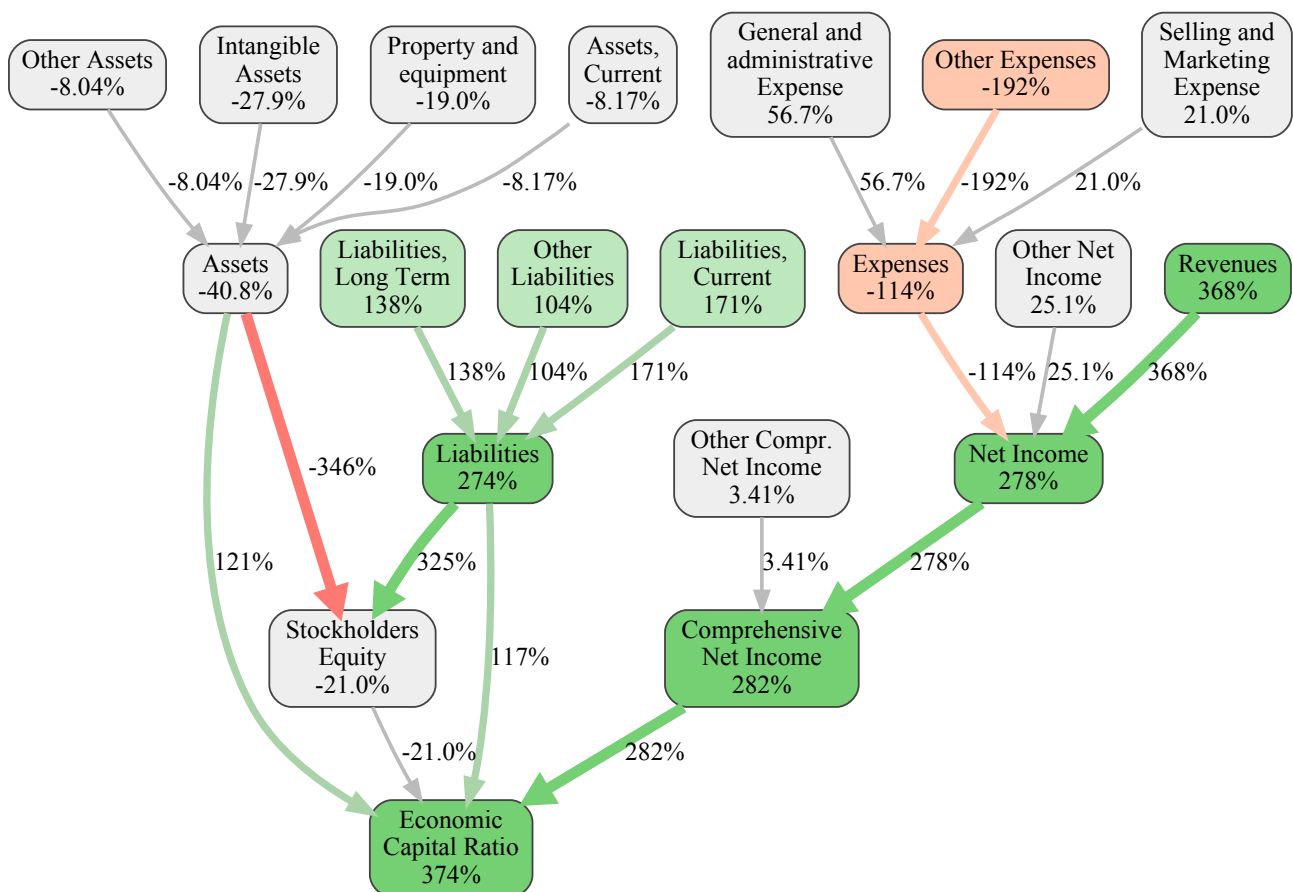 Other Assets
-8.04%
Intangible
Assets
-27.9%
Property and
equipment
-19.0%
Assets,
Current
-8.17%
General and
administrative
Expense
56.7%
Other Expenses
-192%
Selling and
Marketing
Expense
21.0%
-8.04%
-27.9%
-19.0%
-8.17%
56.7%
-192%
21.0%
Assets
-40.8%
Liabilities,
Long Term
138%
Other
Liabilities
104%
Liabilities,
Current
171%
Expenses
-114%
Other Net
Income
25.1%
Revenues
368%
138%
104%
171%
-114%
25.1%
368%
Liabilities
274%
Other Compr.
Net Income
3.41%
Net Income
278%
-346%
121%
325%
3.41%
278%
Stockholders
Equity
-21.0%
117%
Comprehensive
Net Income
282%
-21.0%
282%
Economic
Capital Ratio
374%